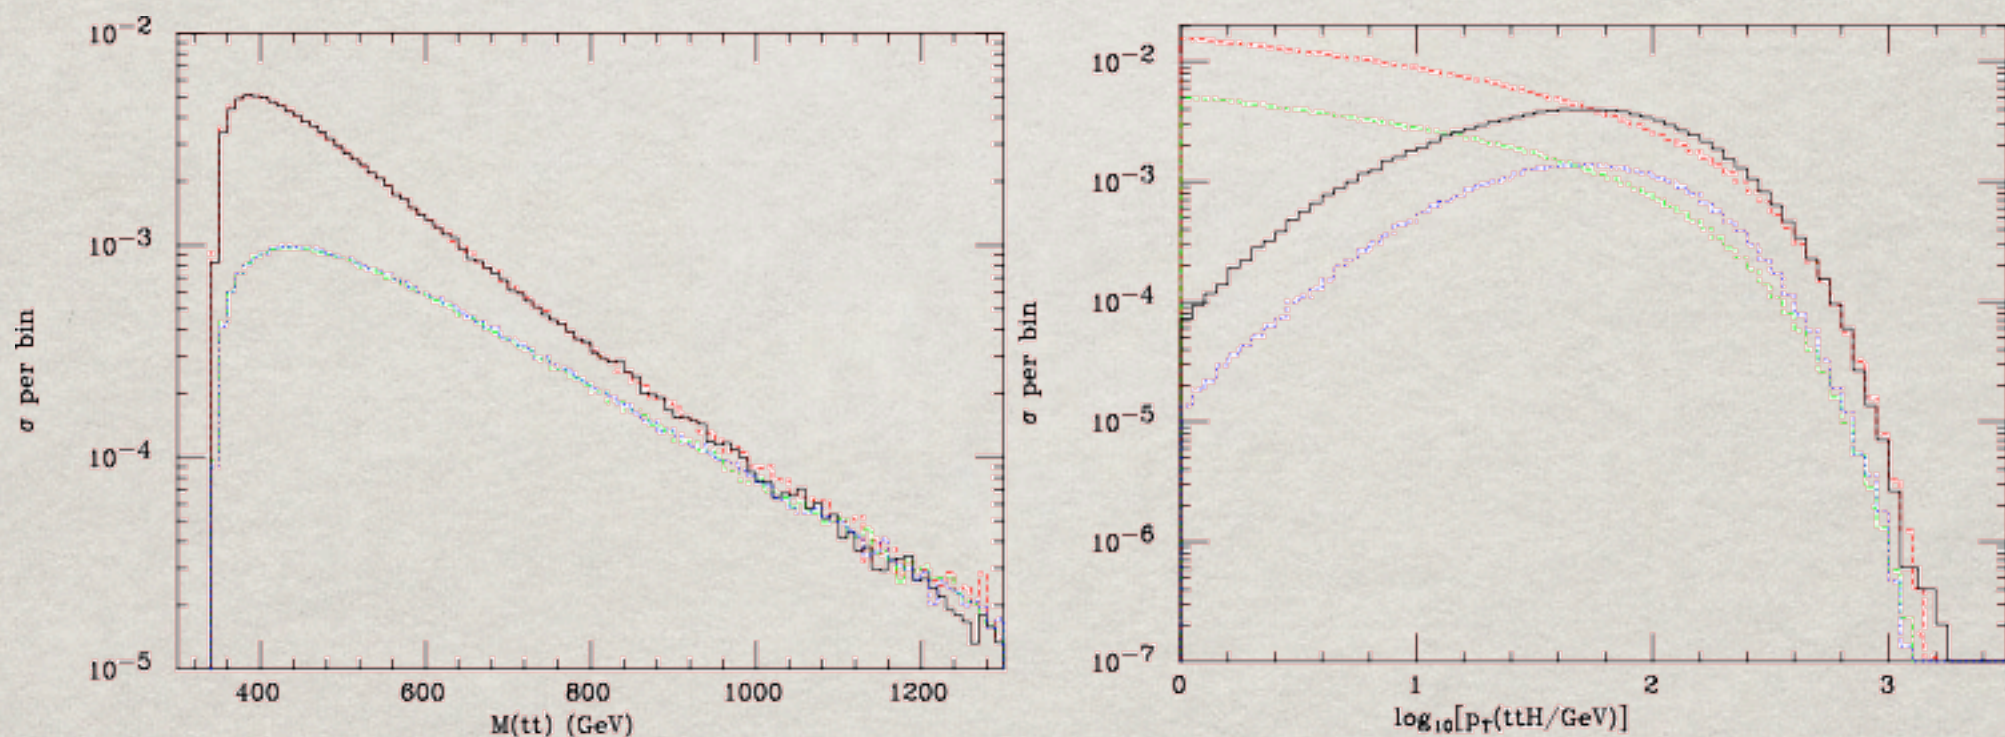 10⁻²
10⁻³
10⁻⁴
10⁻⁵
σ per bin
400 600 800 1000 1200
M(tt) (GeV)
10⁻²
10⁻³
10⁻⁴
10⁻⁵
10⁻⁶
10⁻⁷
σ per bin
0 1 2 3
log₁₀[p_T(ttH/GeV)]